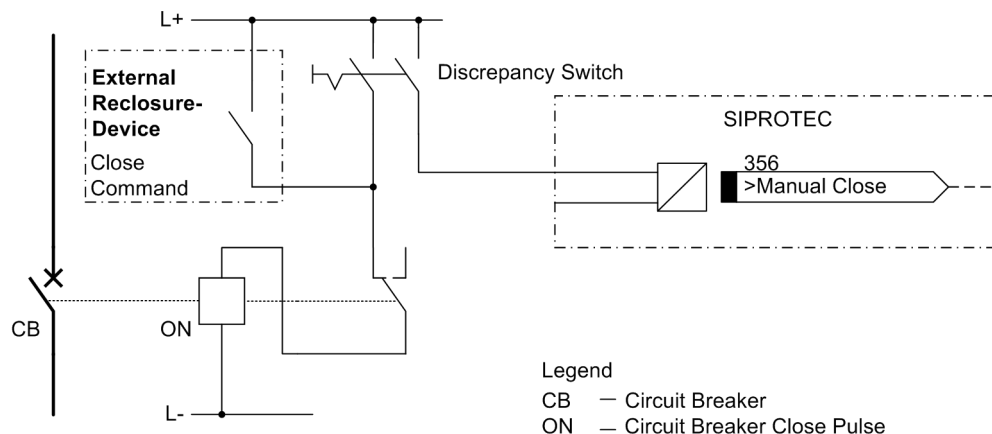 L+
External
Reclosure-
Device
Close
Command
Discrepancy Switch
SIPROTEC
356
>Manual Close
CB
ON
L-
Legend
CB – Circuit Breaker
ON – Circuit Breaker Close Pulse